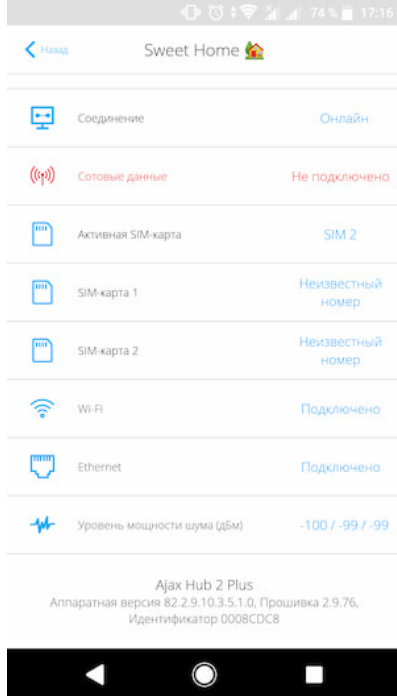 74 % 17:16
Назад Sweet Home
Соединение Онлайн
Сотовые данные Не подключено
Активная SIM-карта SIM 2
SIM-карта 1 Неизвестный
номер
SIM-карта 2 Неизвестный
номер
Wi-Fi Подключено
Ethernet Подключено
Уровень мощности шума (дБм) -100 / -99 / -99
Ajax Hub 2 Plus
Аппаратная версия 82.2.9.10.3.5.1.0, Прошивка 2.9.76,
Идентификатор 0008CDC8